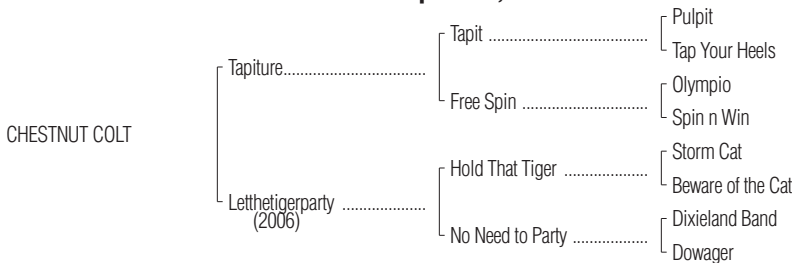 Pulpit
Tapit ......................................
Tap Your Heels
Tapiture..................................
Olympio
Free Spin ..............................
Spin n Win
CHESTNUT COLT
Storm Cat
Hold That Tiger ....................
Beware of the Cat
Letthetigerparty ....................
(2006)
Dixieland Band
No Need to Party ..................
Dowager